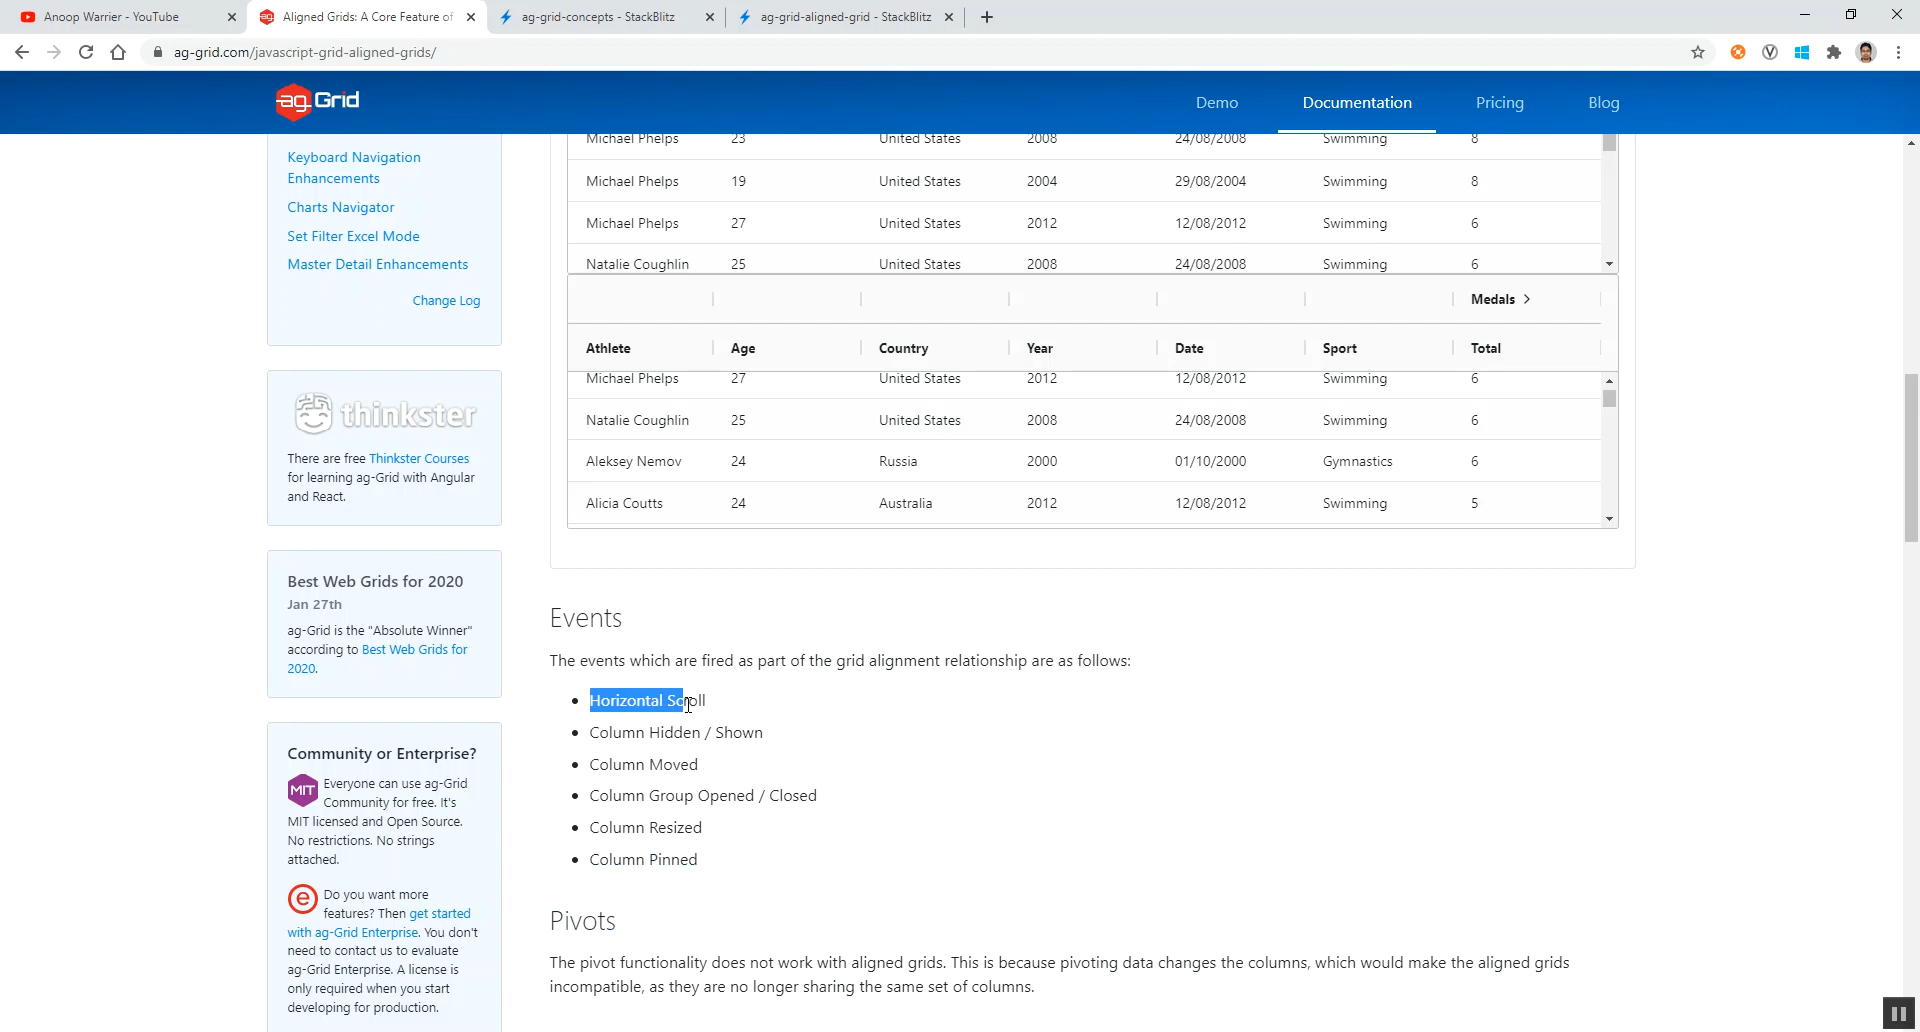 Anoop Warrier - YouTube
Aligned Grids: A Core Feature of
ag-grid-concepts - StackBlitz
ag-grid-aligned-grid - StackBlitz
ag-grid.com/javascript-grid-aligned-grids/
ag Grid
Demo
Documentation
Pricing
Blog
Keyboard Navigation
Enhancements
Charts Navigator
Set Filter Excel Mode
Master Detail Enhancements
Change Log
thinkster
There are free Thinkster Courses
for learning ag-Grid with Angular
and React.
Best Web Grids for 2020
Jan 27th
ag-Grid is the "Absolute Winner"
according to Best Web Grids for
2020.
Community or Enterprise?
MIT
Everyone can use ag-Grid
Community for free. It's
MIT licensed and Open Source.
No restrictions. No strings
attached.
e
Do you want more
features? Then get started
with ag-Grid Enterprise. You don't
need to contact us to evaluate
ag-Grid Enterprise. A license is
only required when you start
developing for production.
Michael Phelps 23 United States 2008 24/08/2008 Swimming 8
Michael Phelps 19 United States 2004 29/08/2004 Swimming 8
Michael Phelps 27 United States 2012 12/08/2012 Swimming 6
Natalie Coughlin 25 United States 2008 24/08/2008 Swimming 6
Medals >
Athlete Age Country Year Date Sport Total
Michael Phelps 27 United States 2012 12/08/2012 Swimming 6
Natalie Coughlin 25 United States 2008 24/08/2008 Swimming 6
Aleksey Nemov 24 Russia 2000 01/10/2000 Gymnastics 6
Alicia Coutts 24 Australia 2012 12/08/2012 Swimming 5
Events
The events which are fired as part of the grid alignment relationship are as follows:
• Horizontal Scroll
• Column Hidden / Shown
• Column Moved
• Column Group Opened / Closed
• Column Resized
• Column Pinned
Pivots
The pivot functionality does not work with aligned grids. This is because pivoting data changes the columns, which would make the aligned grids
incompatible, as they are no longer sharing the same set of columns.